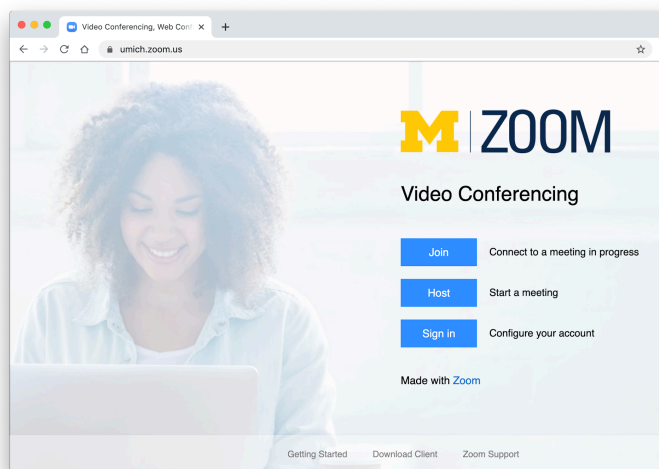 Video Conferencing, Web Conf
umich.zoom.us
M | ZOOM
Video Conferencing
Join Connect to a meeting in progress
Host Start a meeting
Sign in Configure your account
Made with Zoom
Getting Started Download Client Zoom Support